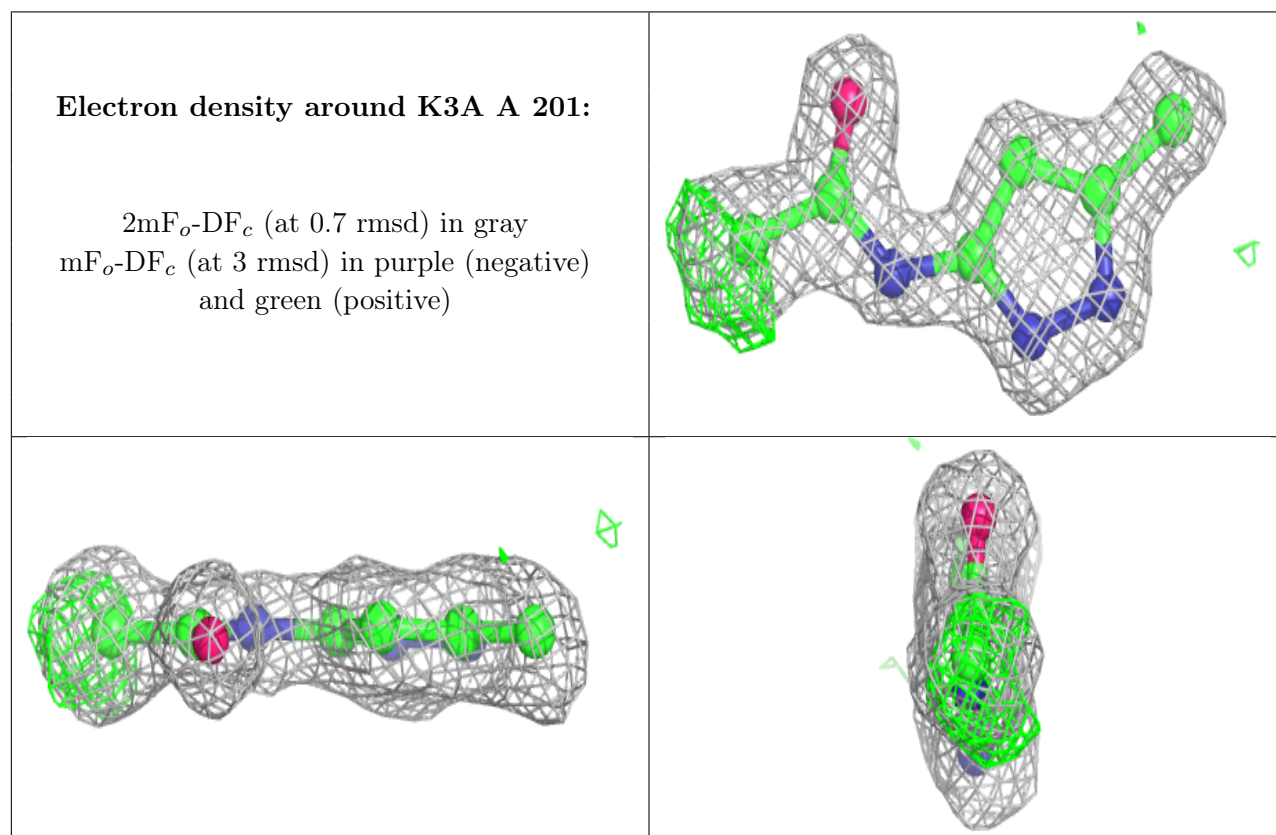 Electron density around K3A A 201:
2mFₒ-DF𝒸 (at 0.7 rmsd) in gray
mFₒ-DF𝒸 (at 3 rmsd) in purple (negative)
and green (positive)